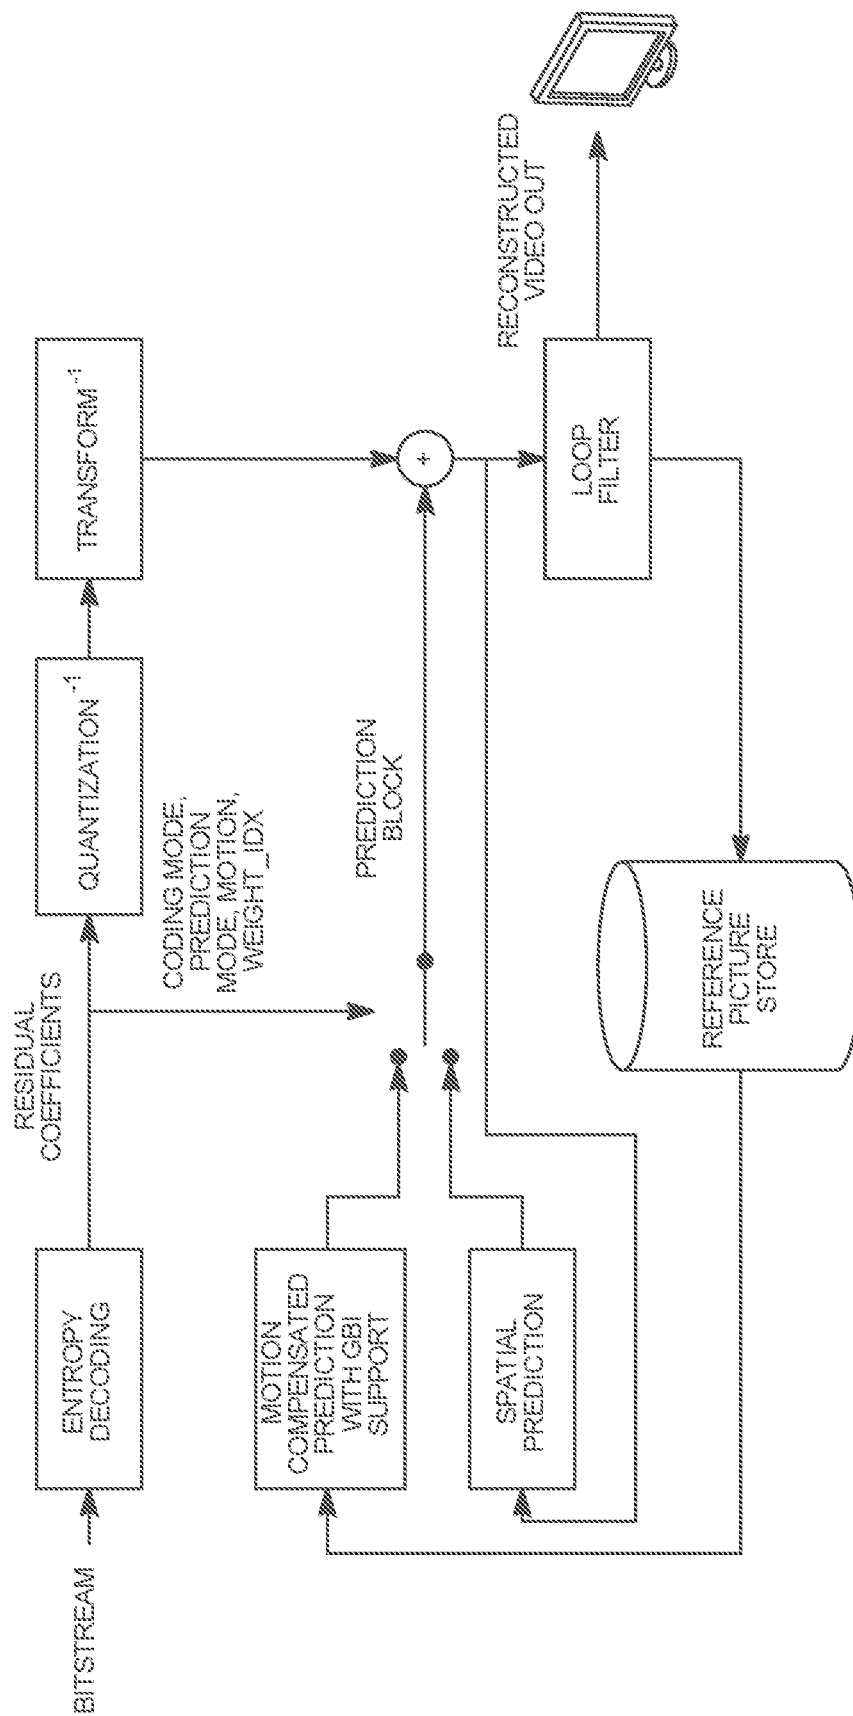 BITSTREAM
ENTROPY
DECODING
RESIDUAL
COEFFICIENTS
QUANTIZATION⁻¹
TRANSFORM⁻¹
CODING MODE,
PREDICTION
MODE, MOTION,
WEIGHT_IDX
MOTION
COMPENSATED
PREDICTION
WITH GBI
SUPPORT
PREDICTION
BLOCK
+
SPATIAL
PREDICTION
LOOP
FILTER
RECONSTRUCTED
VIDEO OUT
REFERENCE
PICTURE
STORE